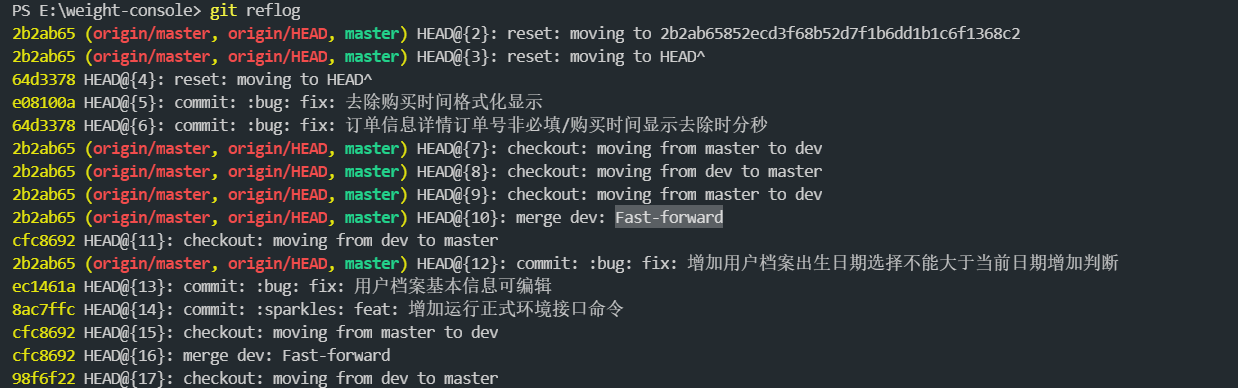 PS E:\weight-console> git reflog
2b2ab65 (origin/master, origin/HEAD, master) HEAD@{2}: reset: moving to 2b2ab65852ecd3f68b52d7f1b6dd1b1c6f1368c2
2b2ab65 (origin/master, origin/HEAD, master) HEAD@{3}: reset: moving to HEAD^
64d3378 HEAD@{4}: reset: moving to HEAD^
e08100a HEAD@{5}: commit: :bug: fix: 去除购买时间格式化显示
64d3378 HEAD@{6}: commit: :bug: fix: 订单信息详情订单号非必填/购买时间显示去除时分秒
2b2ab65 (origin/master, origin/HEAD, master) HEAD@{7}: checkout: moving from master to dev
2b2ab65 (origin/master, origin/HEAD, master) HEAD@{8}: checkout: moving from dev to master
2b2ab65 (origin/master, origin/HEAD, master) HEAD@{9}: checkout: moving from master to dev
2b2ab65 (origin/master, origin/HEAD, master) HEAD@{10}: merge dev: Fast-forward
cfc8692 HEAD@{11}: checkout: moving from dev to master
2b2ab65 (origin/master, origin/HEAD, master) HEAD@{12}: commit: :bug: fix: 增加用户档案出生日期选择不能大于当前日期增加判断
ec1461a HEAD@{13}: commit: :bug: fix: 用户档案基本信息可编辑
8ac7ffc HEAD@{14}: commit: :sparkles: feat: 增加运行正式环境接口命令
cfc8692 HEAD@{15}: checkout: moving from master to dev
cfc8692 HEAD@{16}: merge dev: Fast-forward
98f6f22 HEAD@{17}: checkout: moving from dev to master